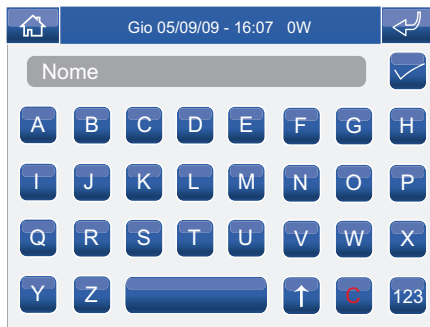 Gio 05/09/09 - 16:07 0W
Nome
A B C D E F G H
I J K L M N O P
Q R S T U V W X
Y Z ↑ C 123